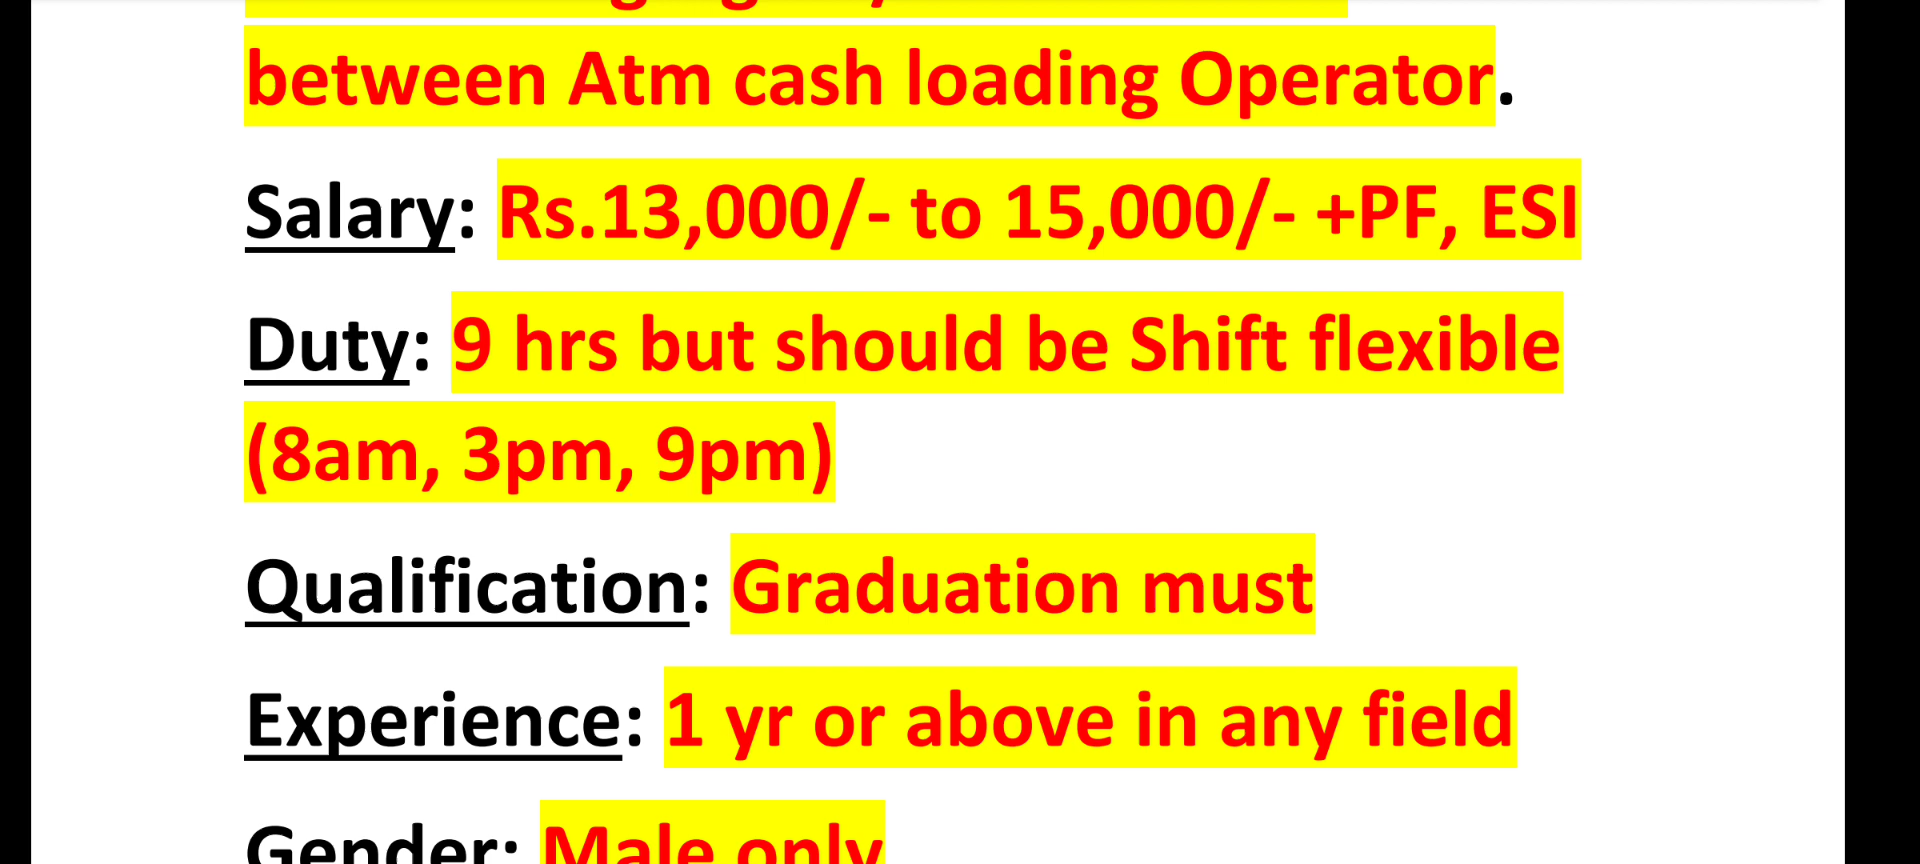 between Atm cash loading Operator.
Salary: Rs.13,000/- to 15,000/- +PF, ESI
Duty: 9 hrs but should be Shift flexible
(8am, 3pm, 9pm)
Qualification: Graduation must
Experience: 1 yr or above in any field
Gender: Male only